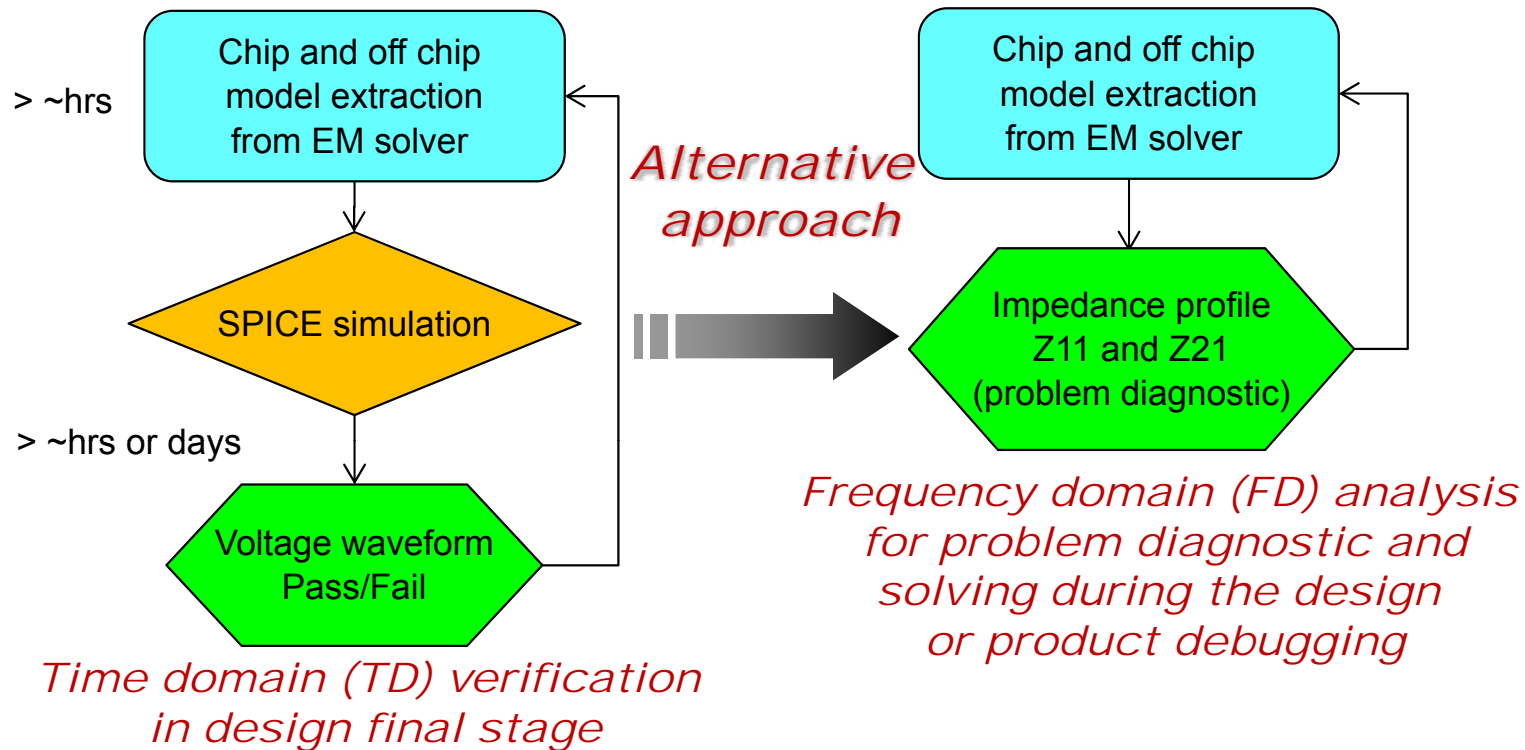 > ~hrs
Chip and off chip
model extraction
from EM solver
SPICE simulation
> ~hrs or days
Voltage waveform
Pass/Fail
Time domain (TD) verification
in design final stage
Alternative
approach
Chip and off chip
model extraction
from EM solver
Impedance profile
Z11 and Z21
(problem diagnostic)
Frequency domain (FD) analysis
for problem diagnostic and
solving during the design
or product debugging